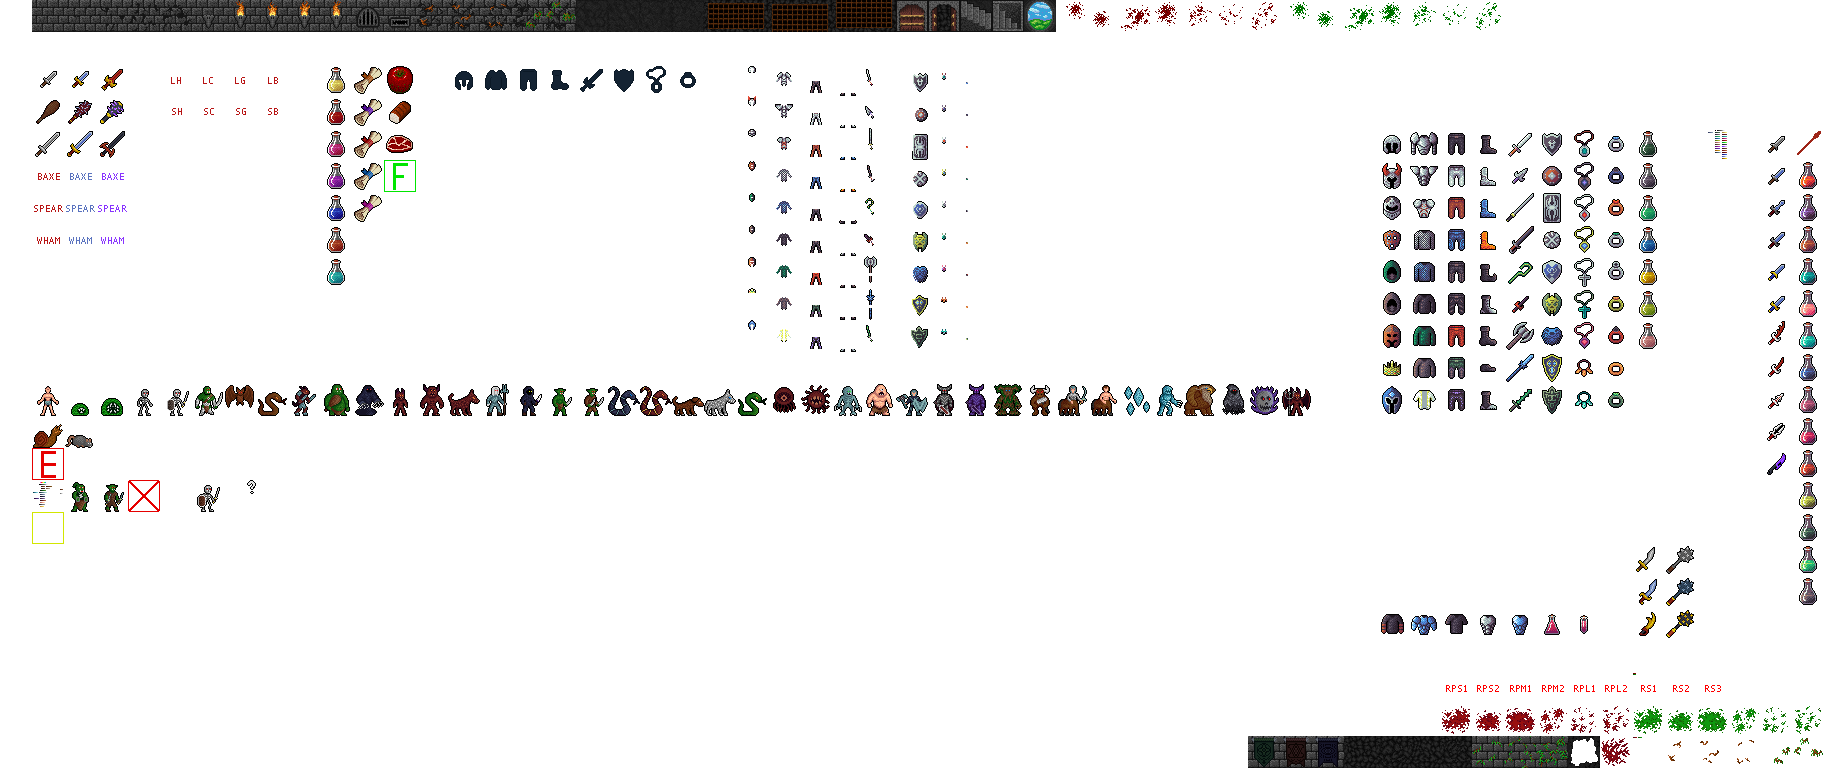 LH LC LG LB
SH SC SG SB
BAXE BAXE BAXE
F
SPEAR SPEAR SPEAR
WHAM WHAM WHAM
E
?
RPS1 RPS2 RPM1 RPM2 RPL1 RPL2 RS1 RS2 RS3